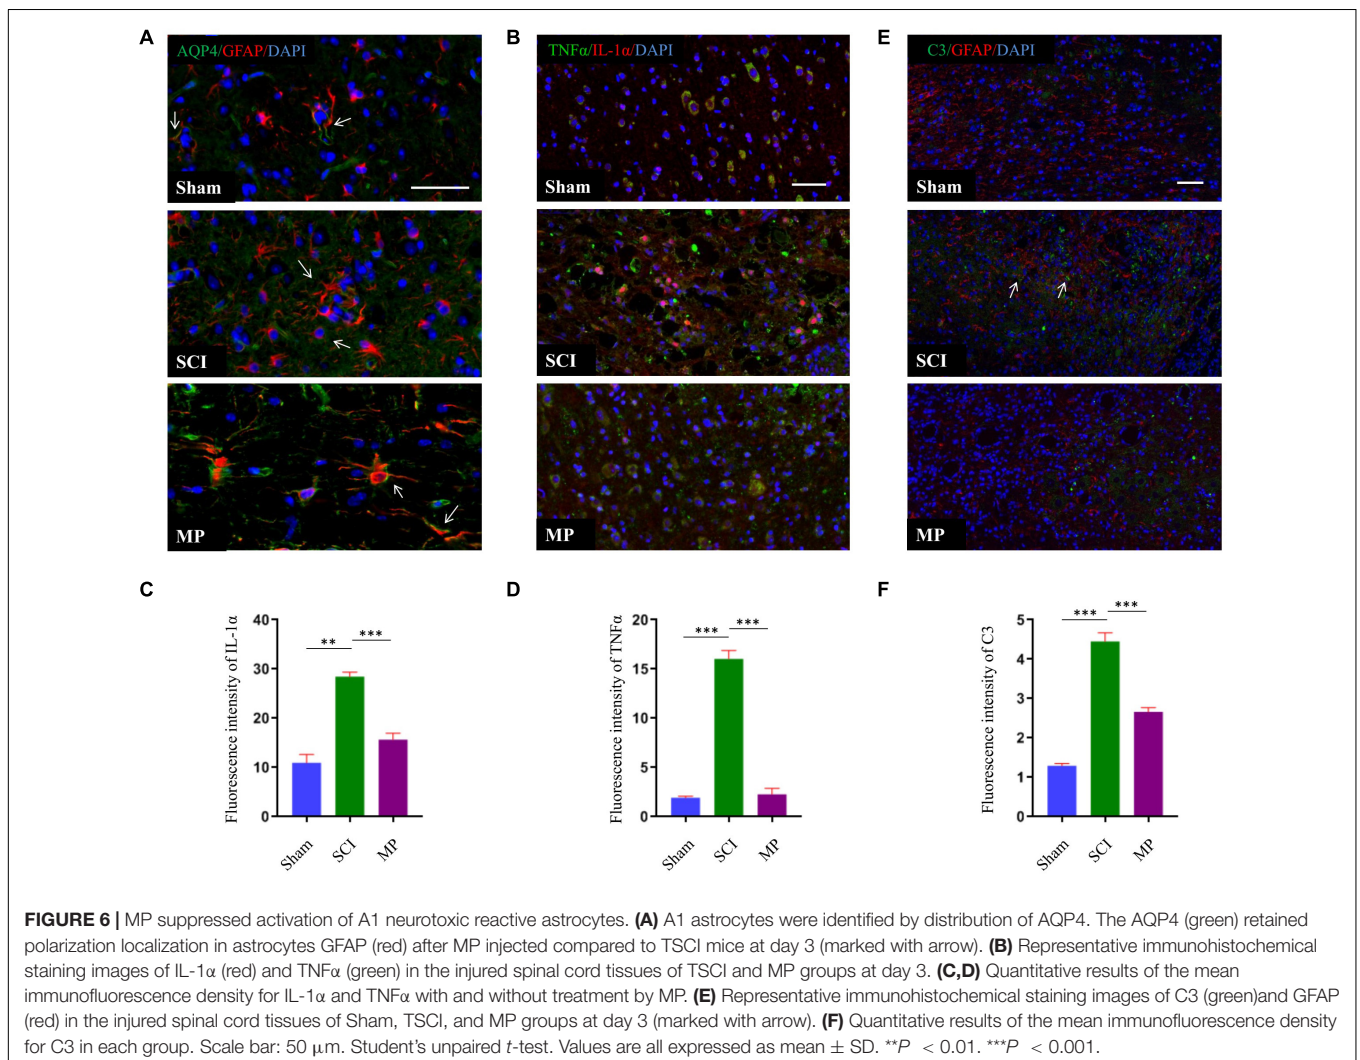 A
AQP4/GFAP/DAPI
Sham
SCI
MP
B
TNFα/IL-1α/DAPI
Sham
SCI
MP
E
C3/GFAP/DAPI
Sham
SCI
MP
C
Fluorescence intensity of IL-1α
40
30
20
10
0
**
***
Sham
SCI
MP
D
Fluorescence intensity of TNFα
20
15
10
5
0
***
***
Sham
SCI
MP
F
Fluorescence intensity of C3
5
4
3
2
1
0
***
***
Sham
SCI
MP
FIGURE 6 | MP suppressed activation of A1 neurotoxic reactive astrocytes. (A) A1 astrocytes were identified by distribution of AQP4. The AQP4 (green) retained
polarization localization in astrocytes GFAP (red) after MP injected compared to TSCI mice at day 3 (marked with arrow). (B) Representative immunohistochemical
staining images of IL-1α (red) and TNFα (green) in the injured spinal cord tissues of TSCI and MP groups at day 3. (C,D) Quantitative results of the mean
immunofluorescence density for IL-1α and TNFα with and without treatment by MP. (E) Representative immunohistochemical staining images of C3 (green)and GFAP
(red) in the injured spinal cord tissues of Sham, TSCI, and MP groups at day 3 (marked with arrow). (F) Quantitative results of the mean immunofluorescence density
for C3 in each group. Scale bar: 50 μm. Student's unpaired t-test. Values are all expressed as mean ± SD. **P < 0.01. ***P < 0.001.